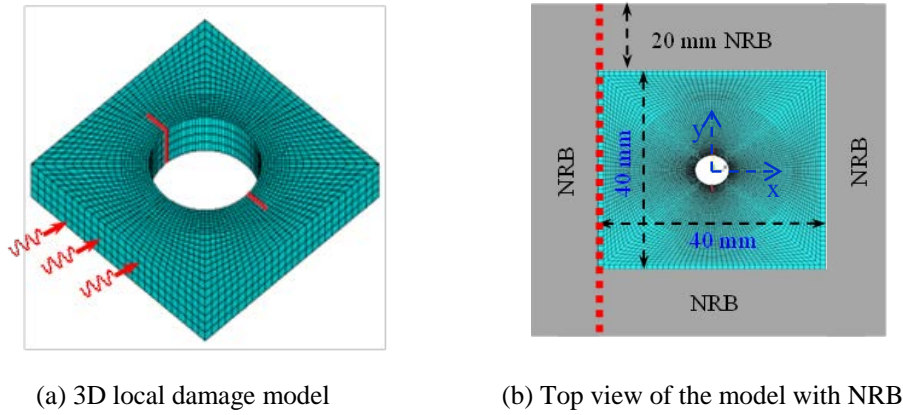 20 mm NRB
NRB
40 mm
y
x
40 mm
NRB
NRB
(a) 3D local damage model
(b) Top view of the model with NRB